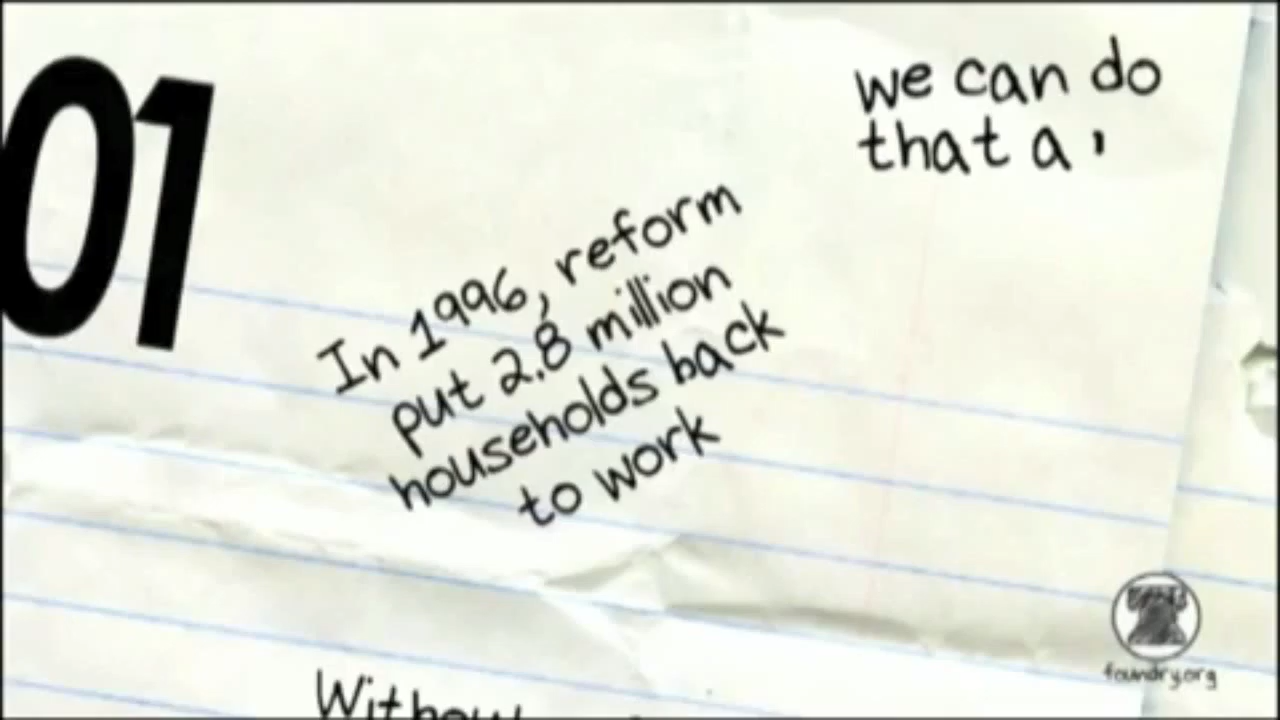 01
we can do
that a
In 1996, reform
put 2.8 million
households back
to work
foundry.org